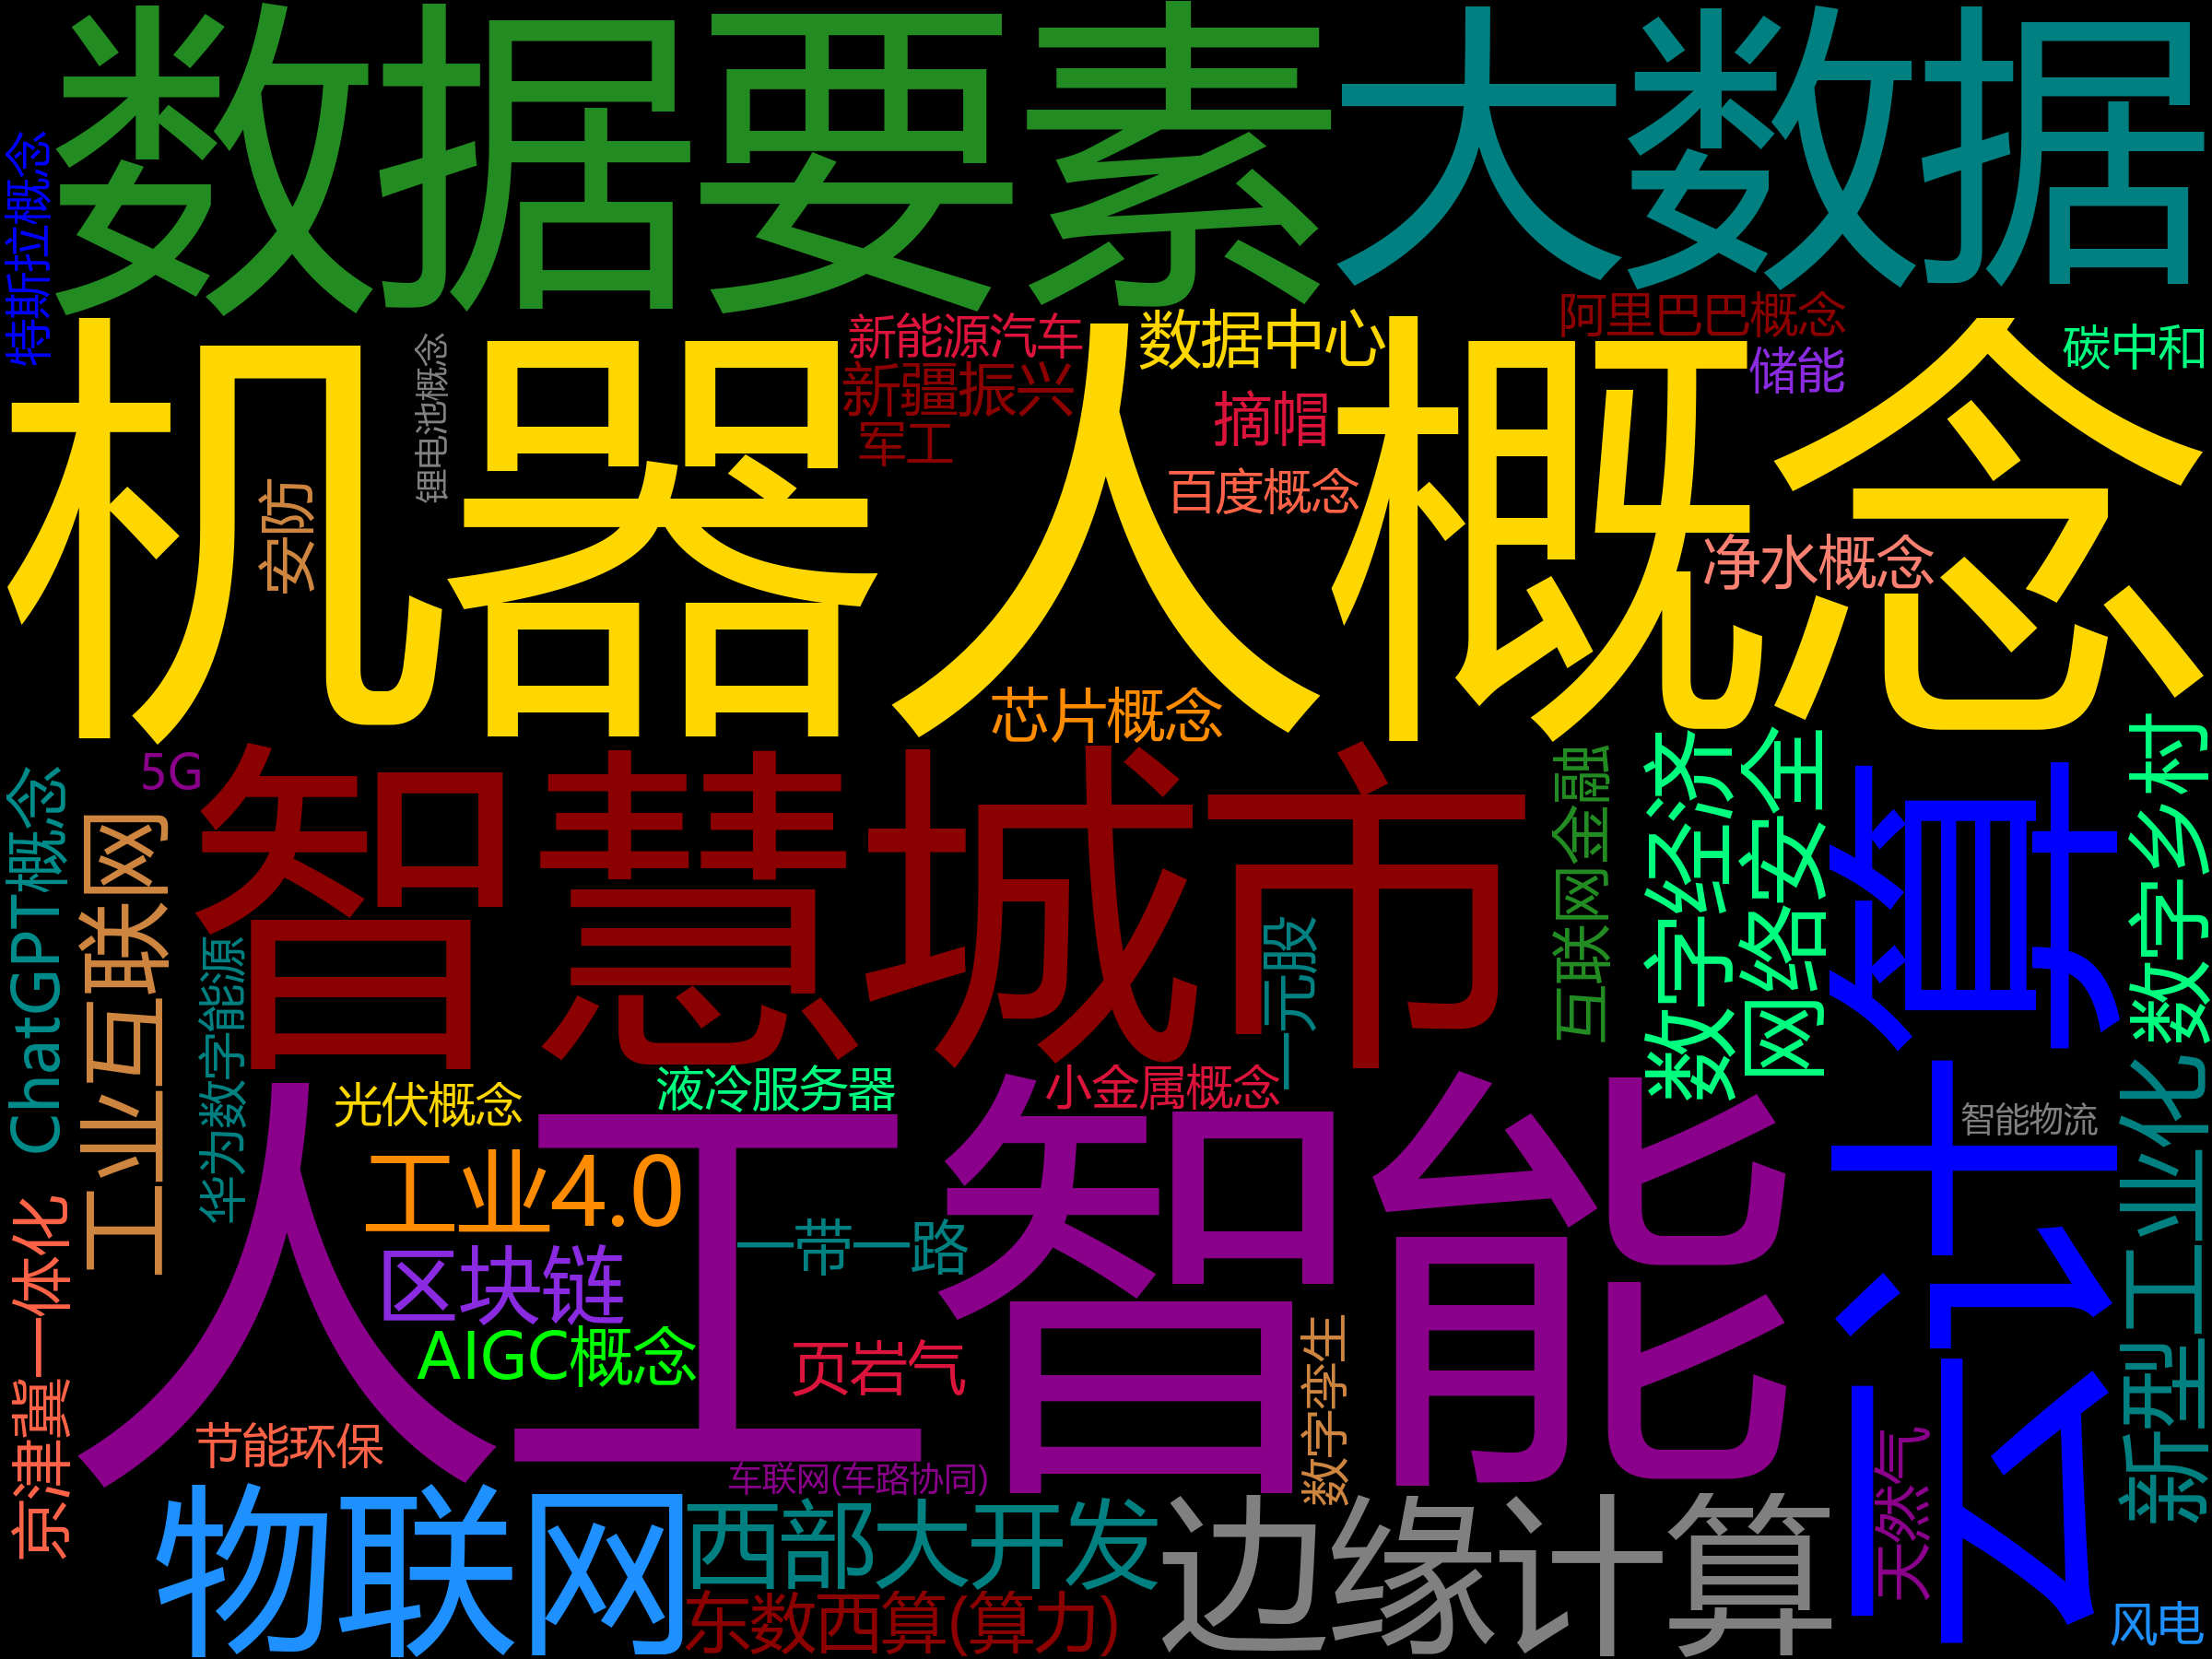 数据要素
大数据
特斯拉概念
机器人概念
新能源汽车
数据中心
阿里巴巴概念
碳中和
锂电池概念
新疆振兴
储能
军工
摘帽
百度概念
安防
净水概念
芯片概念
5G
智慧城市
ChatGPT概念
工业互联网
华为数字能源
一元股
互联网金融
数字经济
网络安全
云计算
数字乡村
光伏概念
液冷服务器
小金属概念
智能物流
人工智能
工业4.0
区块链
AIGC概念
一带一路
页岩气
数字孪生
京津冀一体化
新型工业化
节能环保
车联网(车路协同)
天然气
物联网
西部大开发
东数西算(算力)
边缘计算
风电